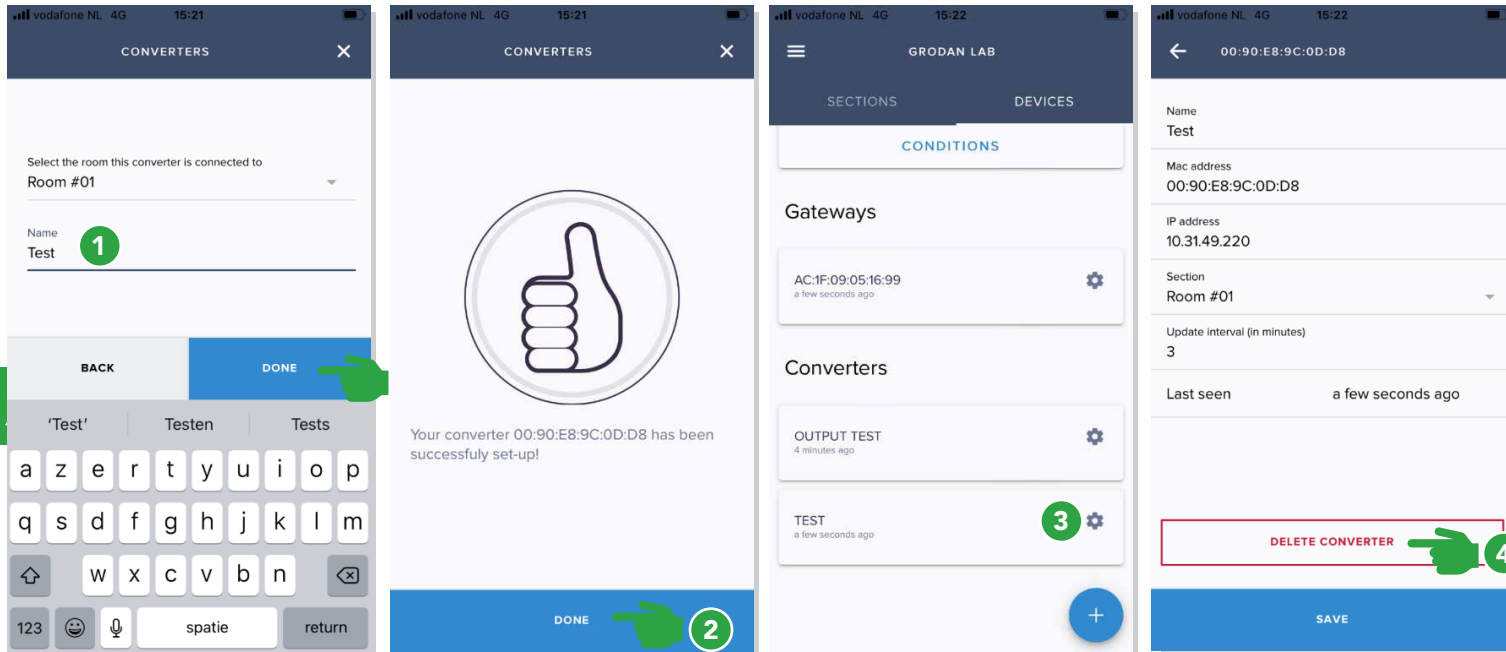 vodafone NL 4G 15:21
CONVERTERS
Select the room this converter is connected to
Room #01
Name
Test
1
BACK
DONE
'Test'
Testen
Tests
a z e r t y u i o p
q s d f g h j k l m
w x c v b n
123
spatie
return
vodafone NL 4G 15:21
CONVERTERS
Your converter 00:90:E8:9C:0D:D8 has been
successfuly set-up!
DONE
2
vodafone NL 4G 15:22
GRODAN LAB
SECTIONS
DEVICES
CONDITIONS
Gateways
AC:1F:09:05:16:99
a few seconds ago
Converters
OUTPUT TEST
4 minutes ago
TEST
a few seconds ago
3
+
vodafone NL 4G 15:22
00:90:E8:9C:0D:D8
Name
Test
Mac address
00:90:E8:9C:0D:D8
IP address
10.31.49.220
Section
Room #01
Update interval (in minutes)
3
Last seen a few seconds ago
DELETE CONVERTER
4
SAVE